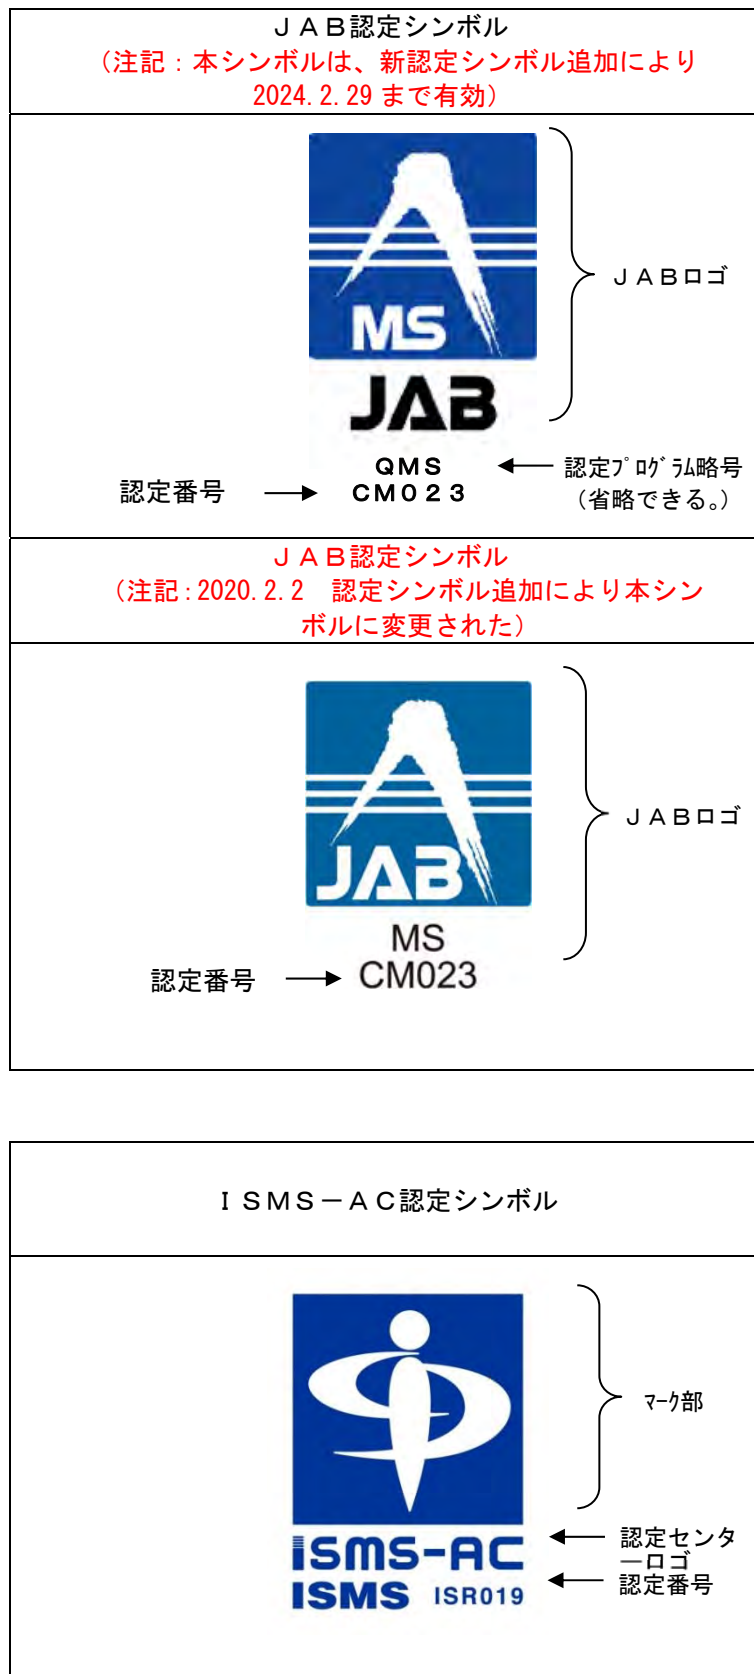 ＪＡＢ認定シンボル
（注記：本シンボルは、新認定シンボル追加により
2024.2.29 まで有効）
MS
JAB
ＪＡＢロゴ
ＱＭＳ
認定ﾌﾟﾛｸﾞﾗﾑ略号
認定番号
ＣＭ０２３
（省略できる。）
ＪＡＢ認定シンボル
（注記：2020.2.2　認定シンボル追加により本シン
ボルに変更された）
JAB
ＪＡＢロゴ
MS
認定番号
CM023
ＩＳＭＳ－ＡＣ認定シンボル
ﾏｰｸ部
isms-AC
認定センタ
ーロゴ
ISMS ISR019
認定番号